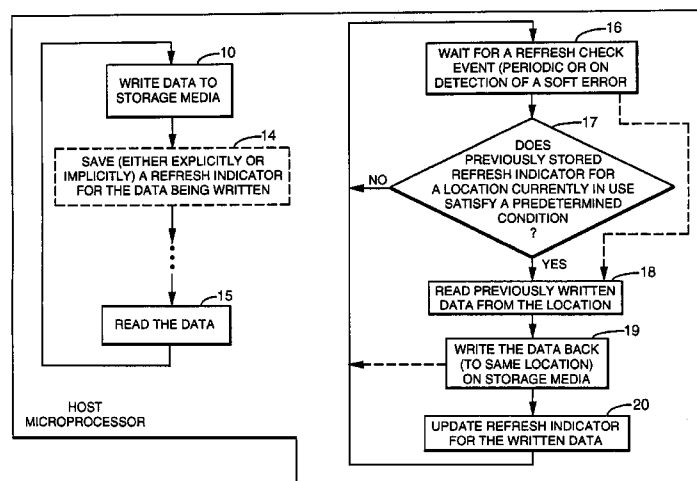 10
WRITE DATA TO
STORAGE MEDIA
14
SAVE (EITHER EXPLICITLY OR
IMPLICITLY) A REFRESH INDICATOR
FOR THE DATA BEING WRITTEN
15
READ THE DATA
HOST
MICROPROCESSOR
16
WAIT FOR A REFRESH CHECK
EVENT (PERIODIC OR ON
DETECTION OF A SOFT ERROR
17
DOES
PREVIOUSLY STORED
REFRESH INDICATOR FOR
A LOCATION CURRENTLY IN USE
SATISFY A PREDETERMINED
CONDITION
?
NO
YES
18
READ PREVIOUSLY WRITTEN
DATA FROM THE LOCATION
19
WRITE THE DATA BACK
(TO SAME LOCATION)
ON STORAGE MEDIA
20
UPDATE REFRESH INDICATOR
FOR THE WRITTEN DATA